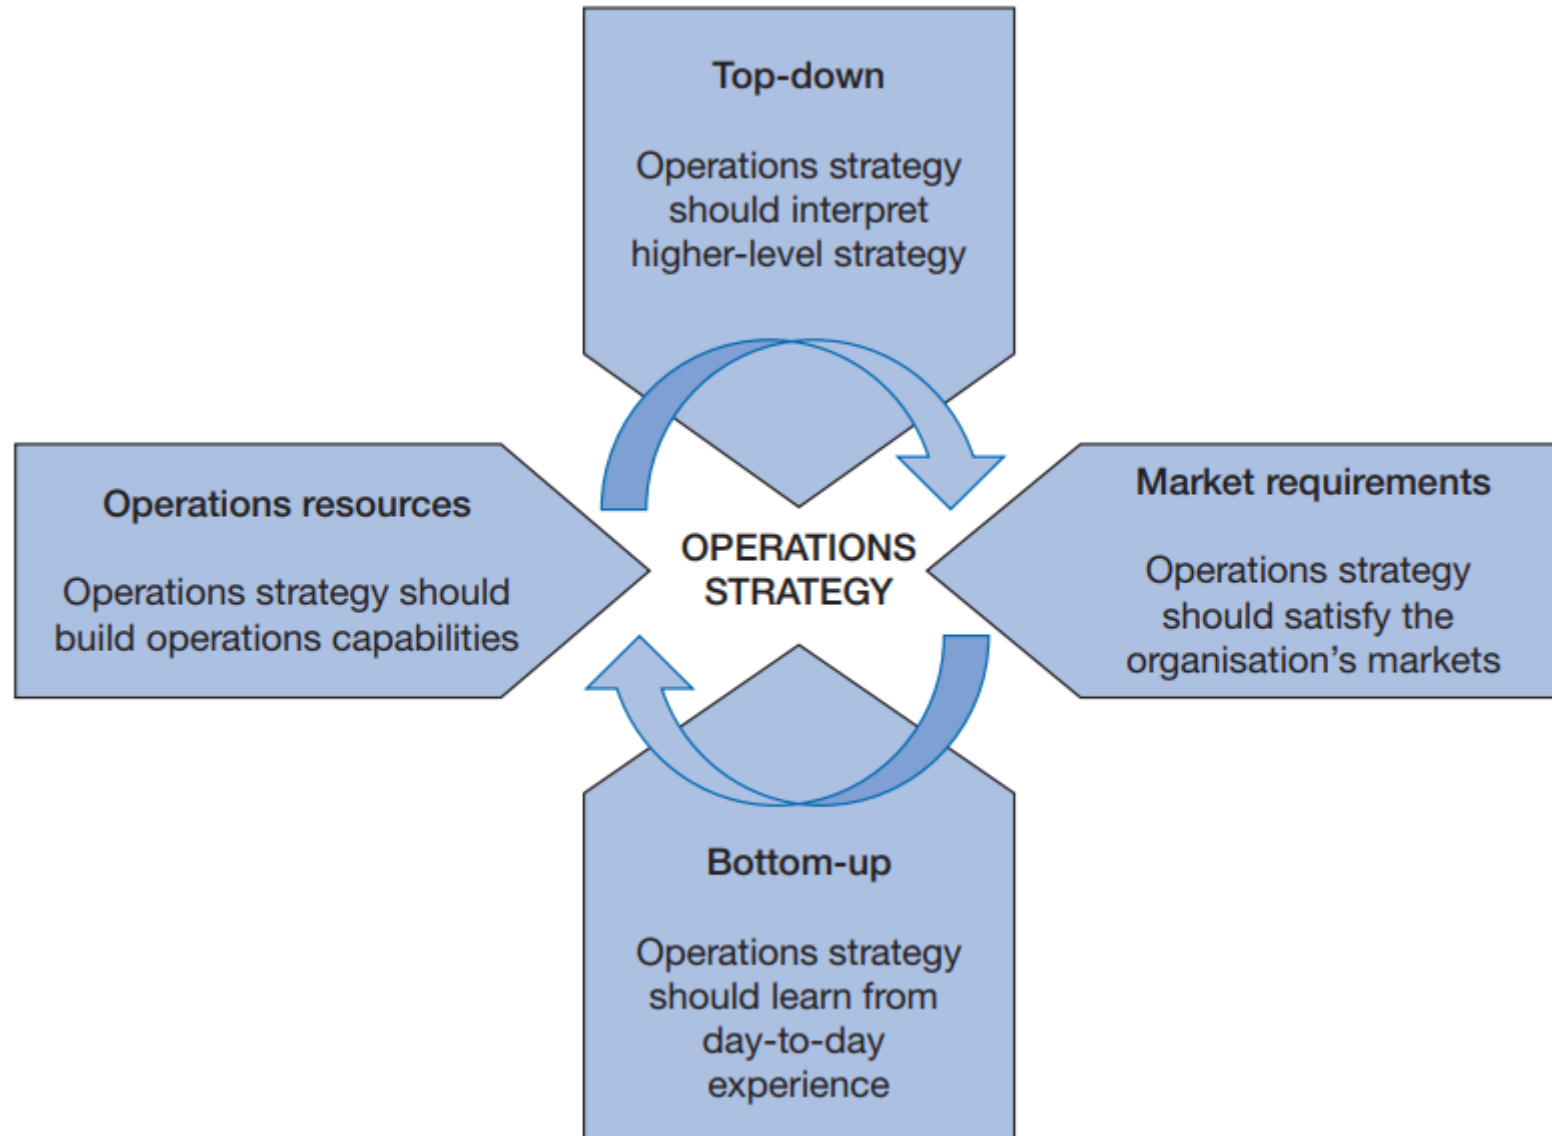 Top-down
Operations strategy
should interpret
higher-level strategy
Operations resources
Operations strategy should
build operations capabilities
OPERATIONS
STRATEGY
Market requirements
Operations strategy
should satisfy the
organisation’s markets
Bottom-up
Operations strategy
should learn from
day-to-day
experience